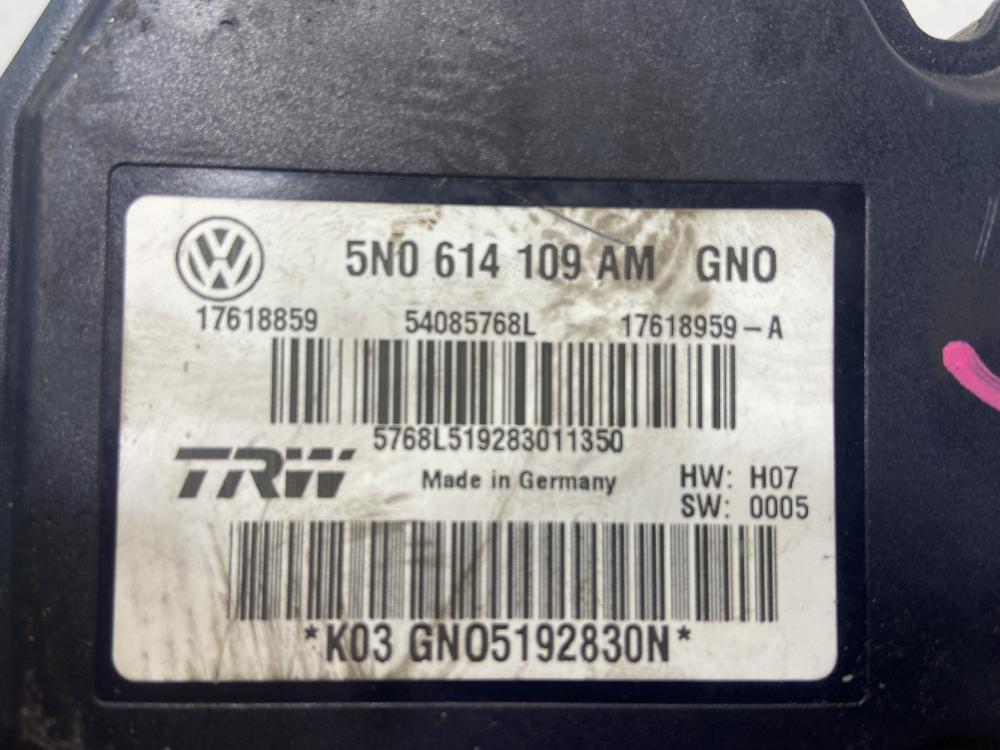 5N0 614 109 AM GNO
17618859 54085768L 17618959-A
5768L519283011350
TRW Made in Germany HW: H07
SW: 0005
*K03 GNO5192830N*